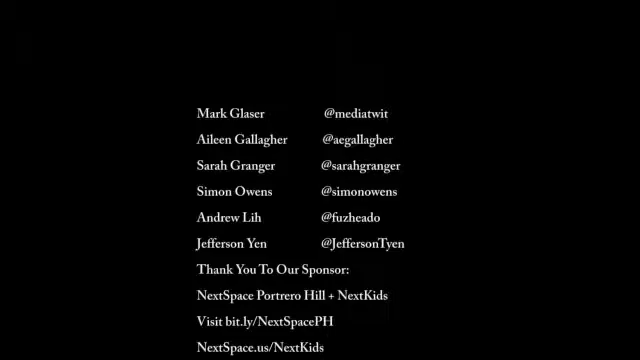 Mark Glaser @mediatwit
Aileen Gallagher @aegallagher
Sarah Granger @sarahgranger
Simon Owens @simonowens
Andrew Lih @fuzheado
Jefferson Yen @JeffersonTyen
Thank You To Our Sponsor:
NextSpace Portrero Hill + NextKids
Visit bit.ly/NextSpacePH
NextSpace.us/NextKids